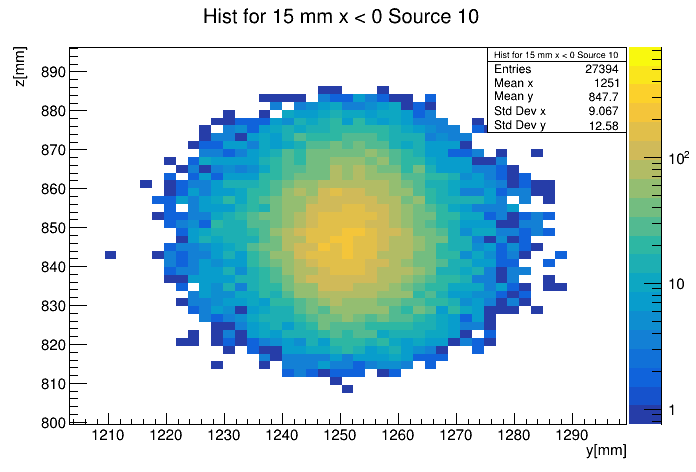 Hist for 15 mm x < 0 Source 10
z[mm]
Hist for 15 mm x < 0 Source 10
Entries 27394
Mean x 1251
Mean y 847.7
Std Dev x 9.067
Std Dev y 12.58
890
880
870
860
850
840
830
820
810
800
1210 1220 1230 1240 1250 1260 1270 1280 1290
y[mm]
10²
10
1